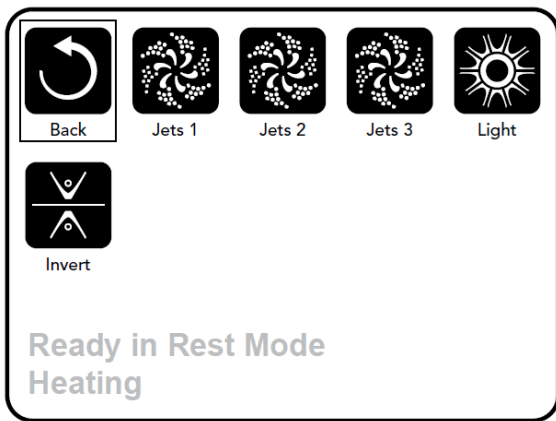 Back Jets 1 Jets 2 Jets 3 Light
Invert
Ready in Rest Mode
Heating